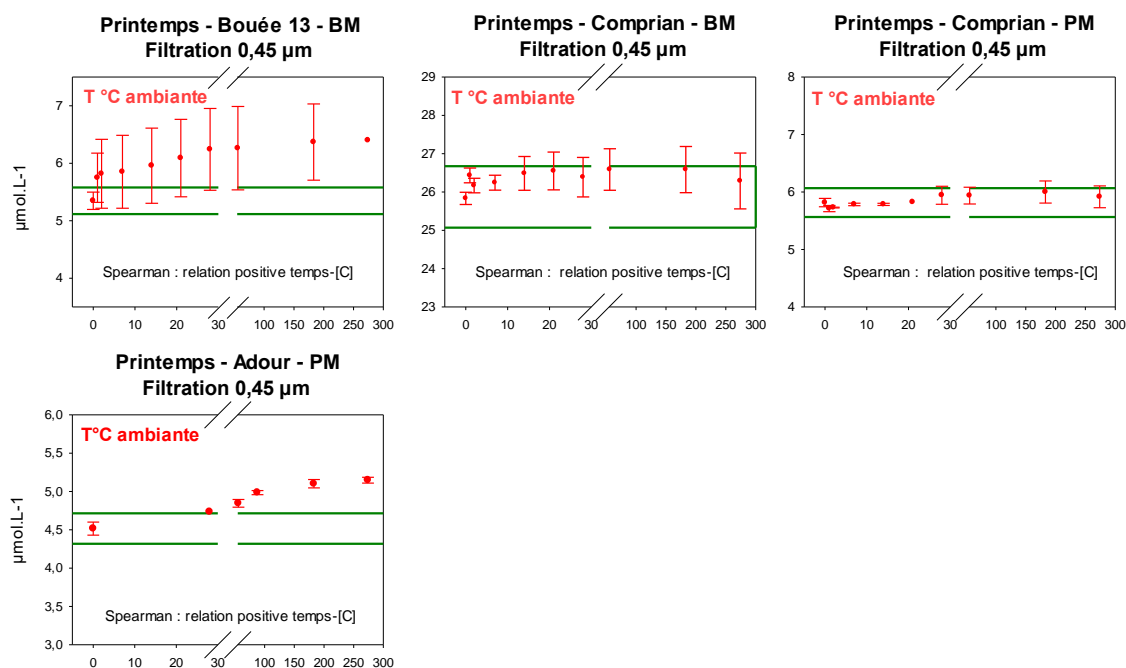 Printemps - Bouée 13 - BM
Filtration 0,45 µm
T °C ambiante
µmol.L-1
7
6
5
4
Spearman : relation positive temps-[C]
0 10 20 30 100 150 200 250 300
Printemps - Comprian - BM
Filtration 0,45 µm
T °C ambiante
29
28
27
26
25
24
23
Spearman : relation positive temps-[C]
0 10 20 30 100 150 200 250 300
Printemps - Comprian - PM
Filtration 0,45 µm
T °C ambiante
8
7
6
5
4
Spearman : relation positive temps-[C]
0 10 20 30 100 150 200 250 300
Printemps - Adour - PM
Filtration 0,45 µm
T°C ambiante
µmol.L-1
6,0
5,5
5,0
4,5
4,0
3,5
3,0
Spearman : relation positive temps-[C]
0 10 20 30 100 150 200 250 300